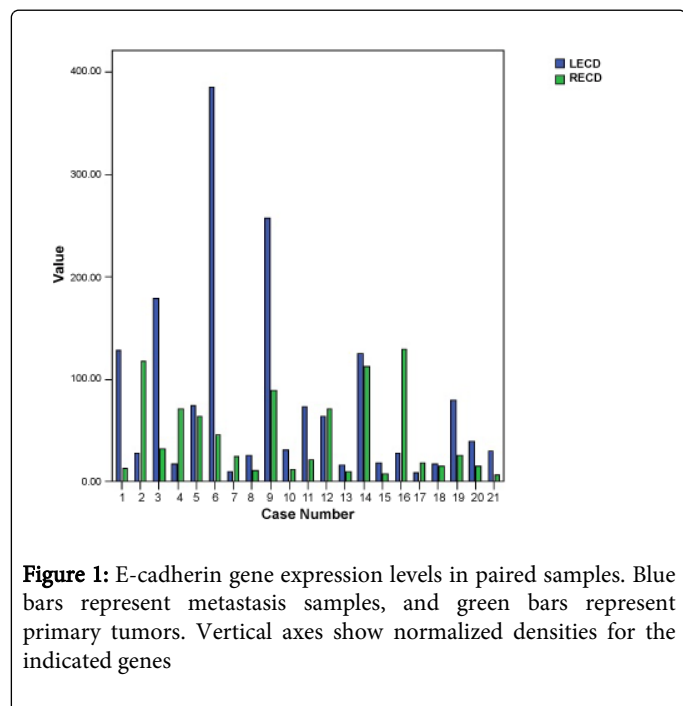 LECD
RECD
400.00
300.00
200.00
100.00
0.00
Value
1 2 3 4 5 6 7 8 9 10 11 12 13 14 15 16 17 18 19 20 21
Case Number
Figure 1: E-cadherin gene expression levels in paired samples. Blue
bars represent metastasis samples, and green bars represent
primary tumors. Vertical axes show normalized densities for the
indicated genes